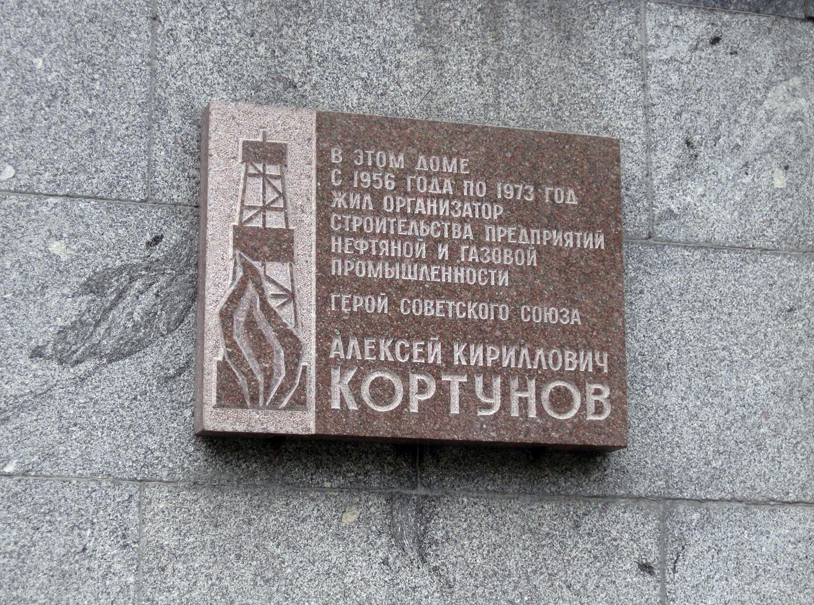 В ЭТОМ ДОМЕ
С 1956 ГОДА ПО 1973 ГОД
ЖИЛ ОРГАНИЗАТОР
СТРОИТЕЛЬСТВА ПРЕДПРИЯТИЙ
НЕФТЯНОЙ И ГАЗОВОЙ
ПРОМЫШЛЕННОСТИ
ГЕРОЙ СОВЕТСКОГО СОЮЗА
АЛЕКСЕЙ КИРИЛЛОВИЧ
КОРТУНОВ